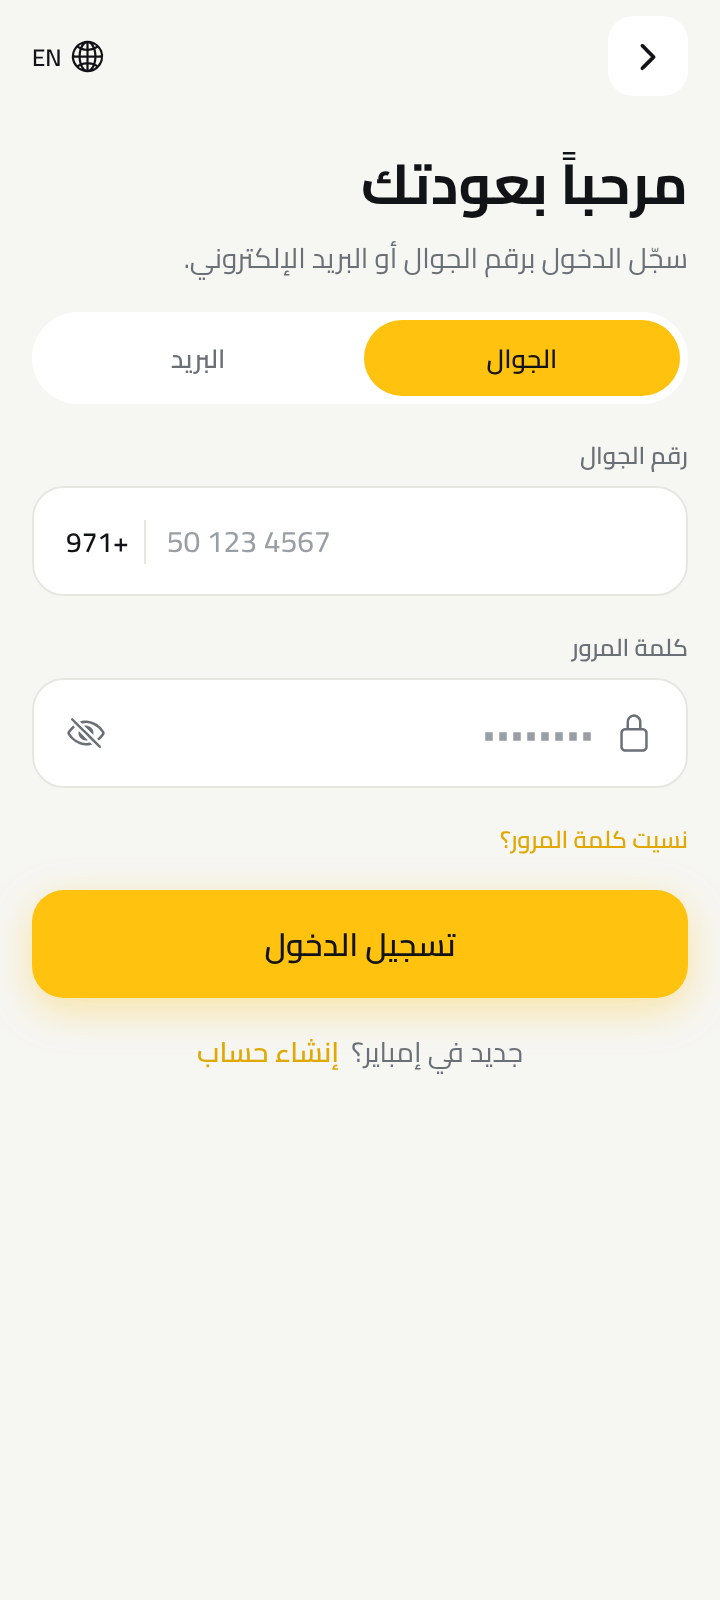 EN
مرحباً بعودتك
سجّل الدخول برقم الجوال أو البريد الإلكتروني.
الجوال
البريد
رقم الجوال
971+
50 123 4567
كلمة المرور
نسيت كلمة المرور؟
تسجيل الدخول
جديد في إمباير؟ إنشاء حساب